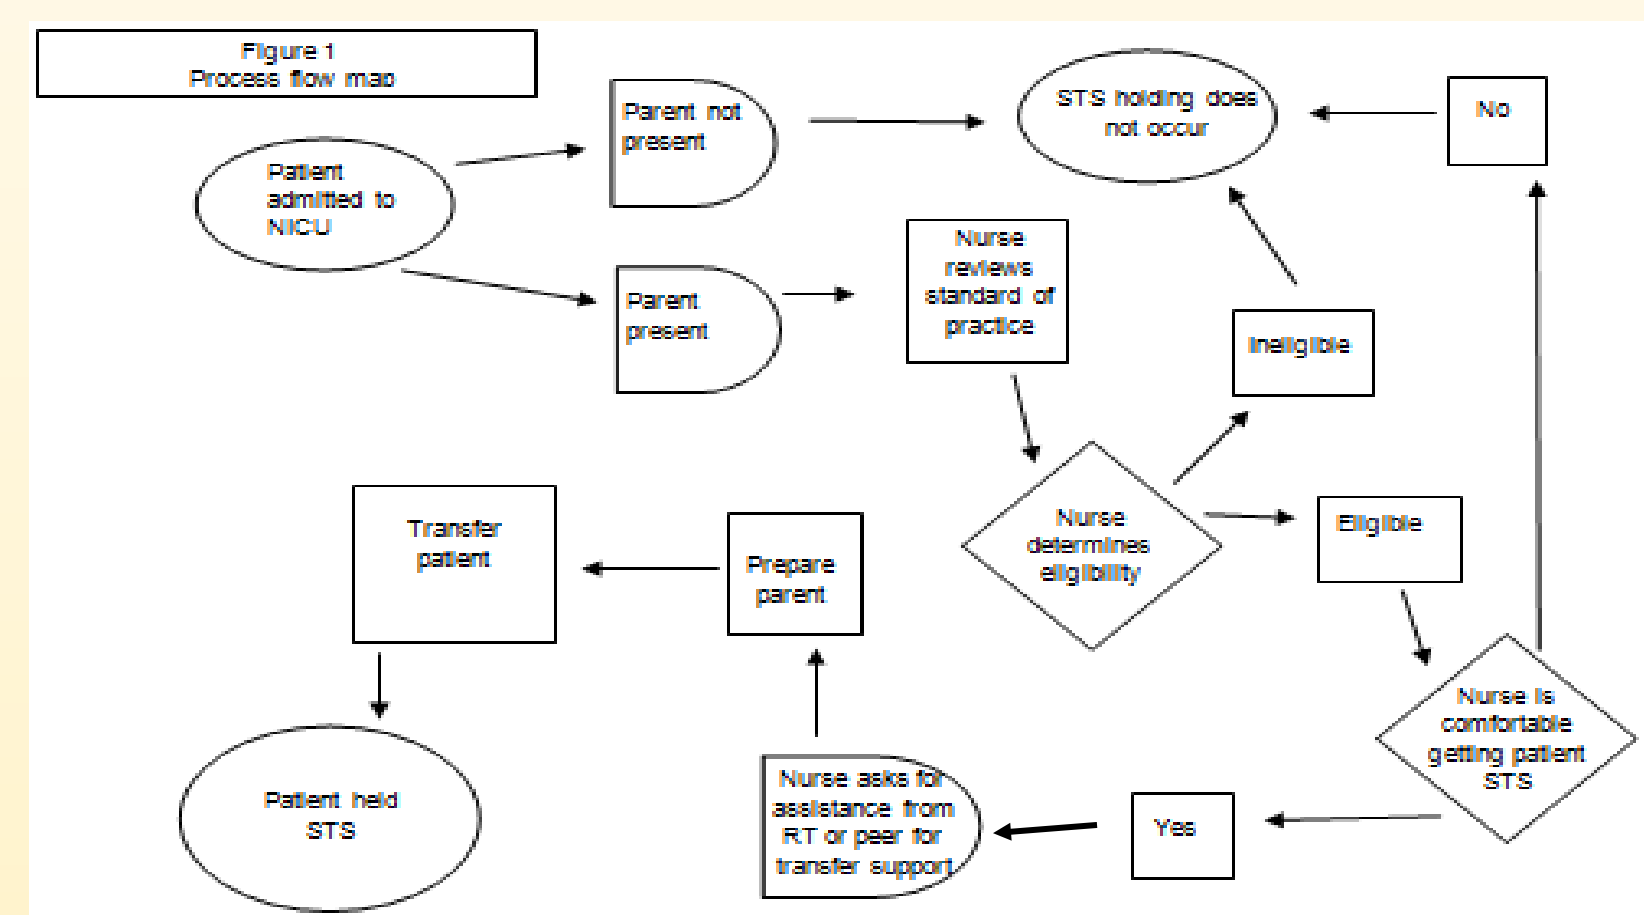 Figure 1
Process flow map
Patient
admitted to
NICU
Parent not
present
STS holding does
not occur
No
Parent
present
Nurse
reviews
standard of
practice
Ineligible
Nurse
determines
eligibility
Eligible
Nurse is
comfortable
getting patient
STS
Yes
Nurse asks for
assistance from
RT or peer for
transfer support
Prepare
parent
Transfer
patient
Patient held
STS